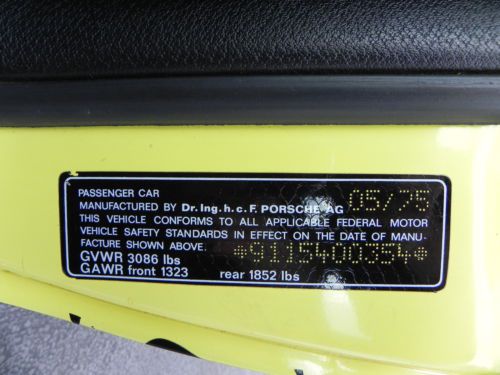 PASSENGER CAR
MANUFACTURED BY Dr. Ing. h. c. F. PORSCHE AG 05/75
THIS VEHICLE CONFORMS TO ALL APPLICABLE FEDERAL MOTOR
VEHICLE SAFETY STANDARDS IN EFFECT ON THE DATE OF MANU-
FACTURE SHOWN ABOVE. *9115400354*
GVWR 3086 lbs
GAWR front 1323 rear 1852 lbs